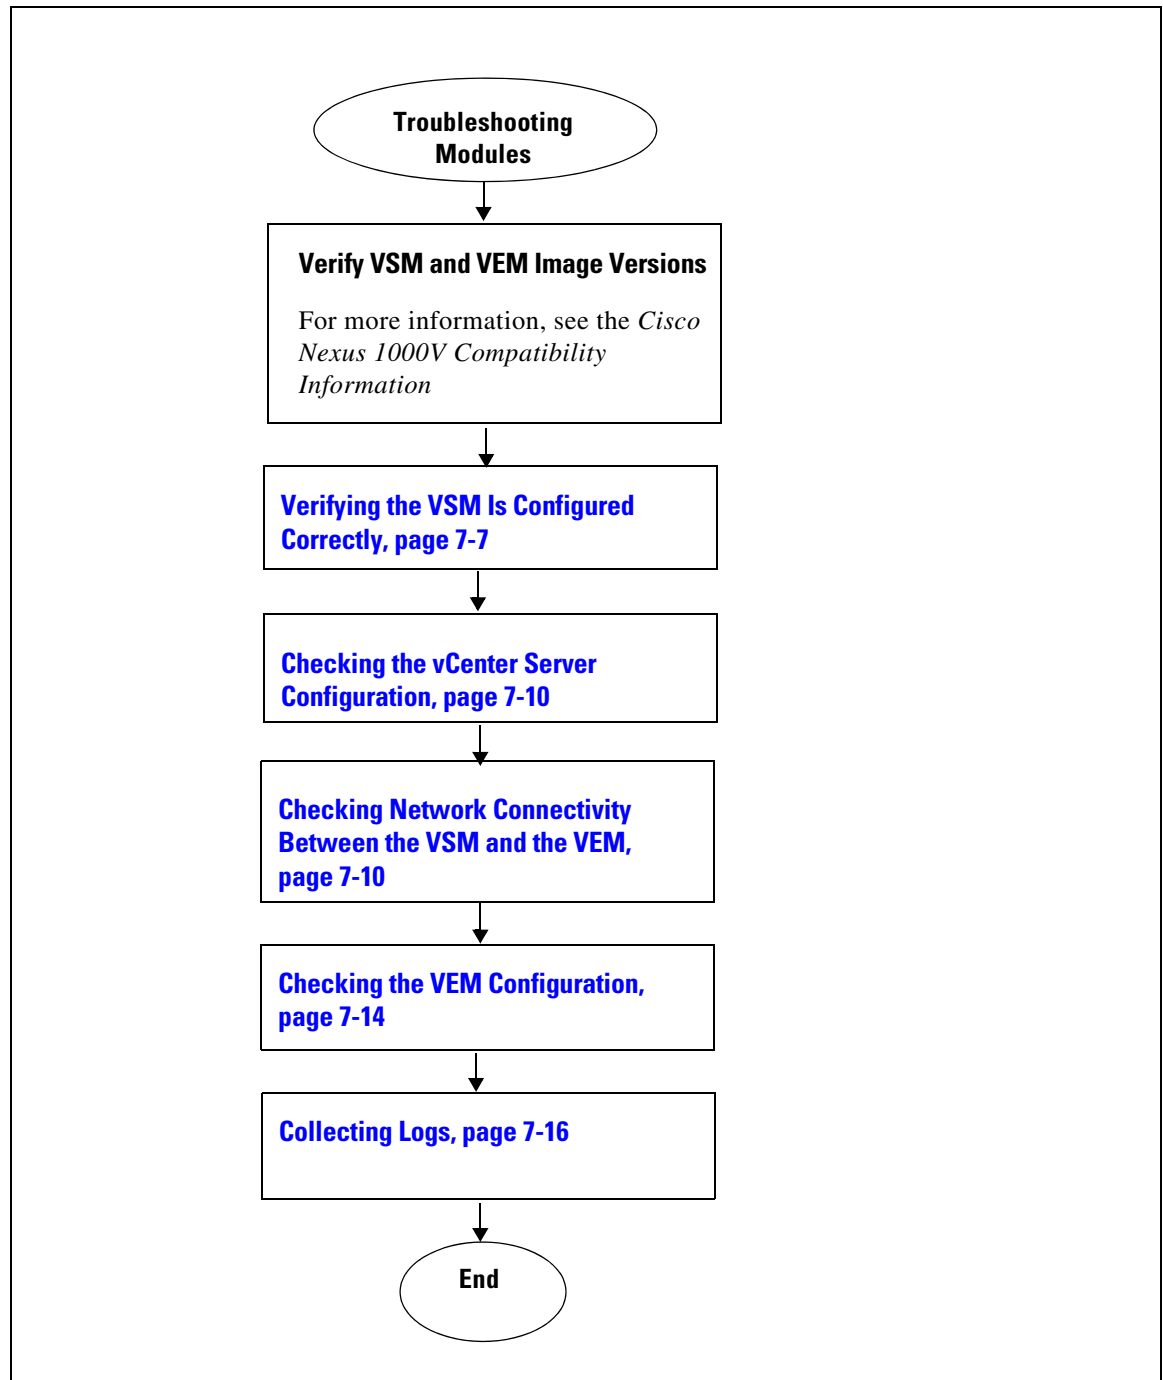 Troubleshooting
Modules
Verify VSM and VEM Image Versions
For more information, see the Cisco
Nexus 1000V Compatibility
Information
Verifying the VSM Is Configured
Correctly, page 7-7
Checking the vCenter Server
Configuration, page 7-10
Checking Network Connectivity
Between the VSM and the VEM,
page 7-10
Checking the VEM Configuration,
page 7-14
Collecting Logs, page 7-16
End